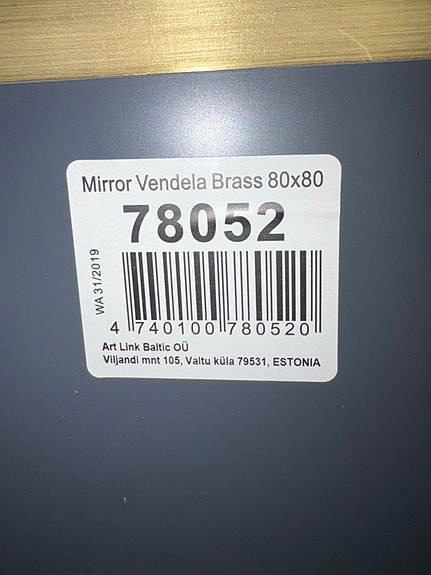 Mirror Vendela Brass 80x80
78052
WA 31/2019
4 740100 780520
Art Link Baltic OÜ
Viljandi mnt 105, Valtu küla 79531, ESTONIA